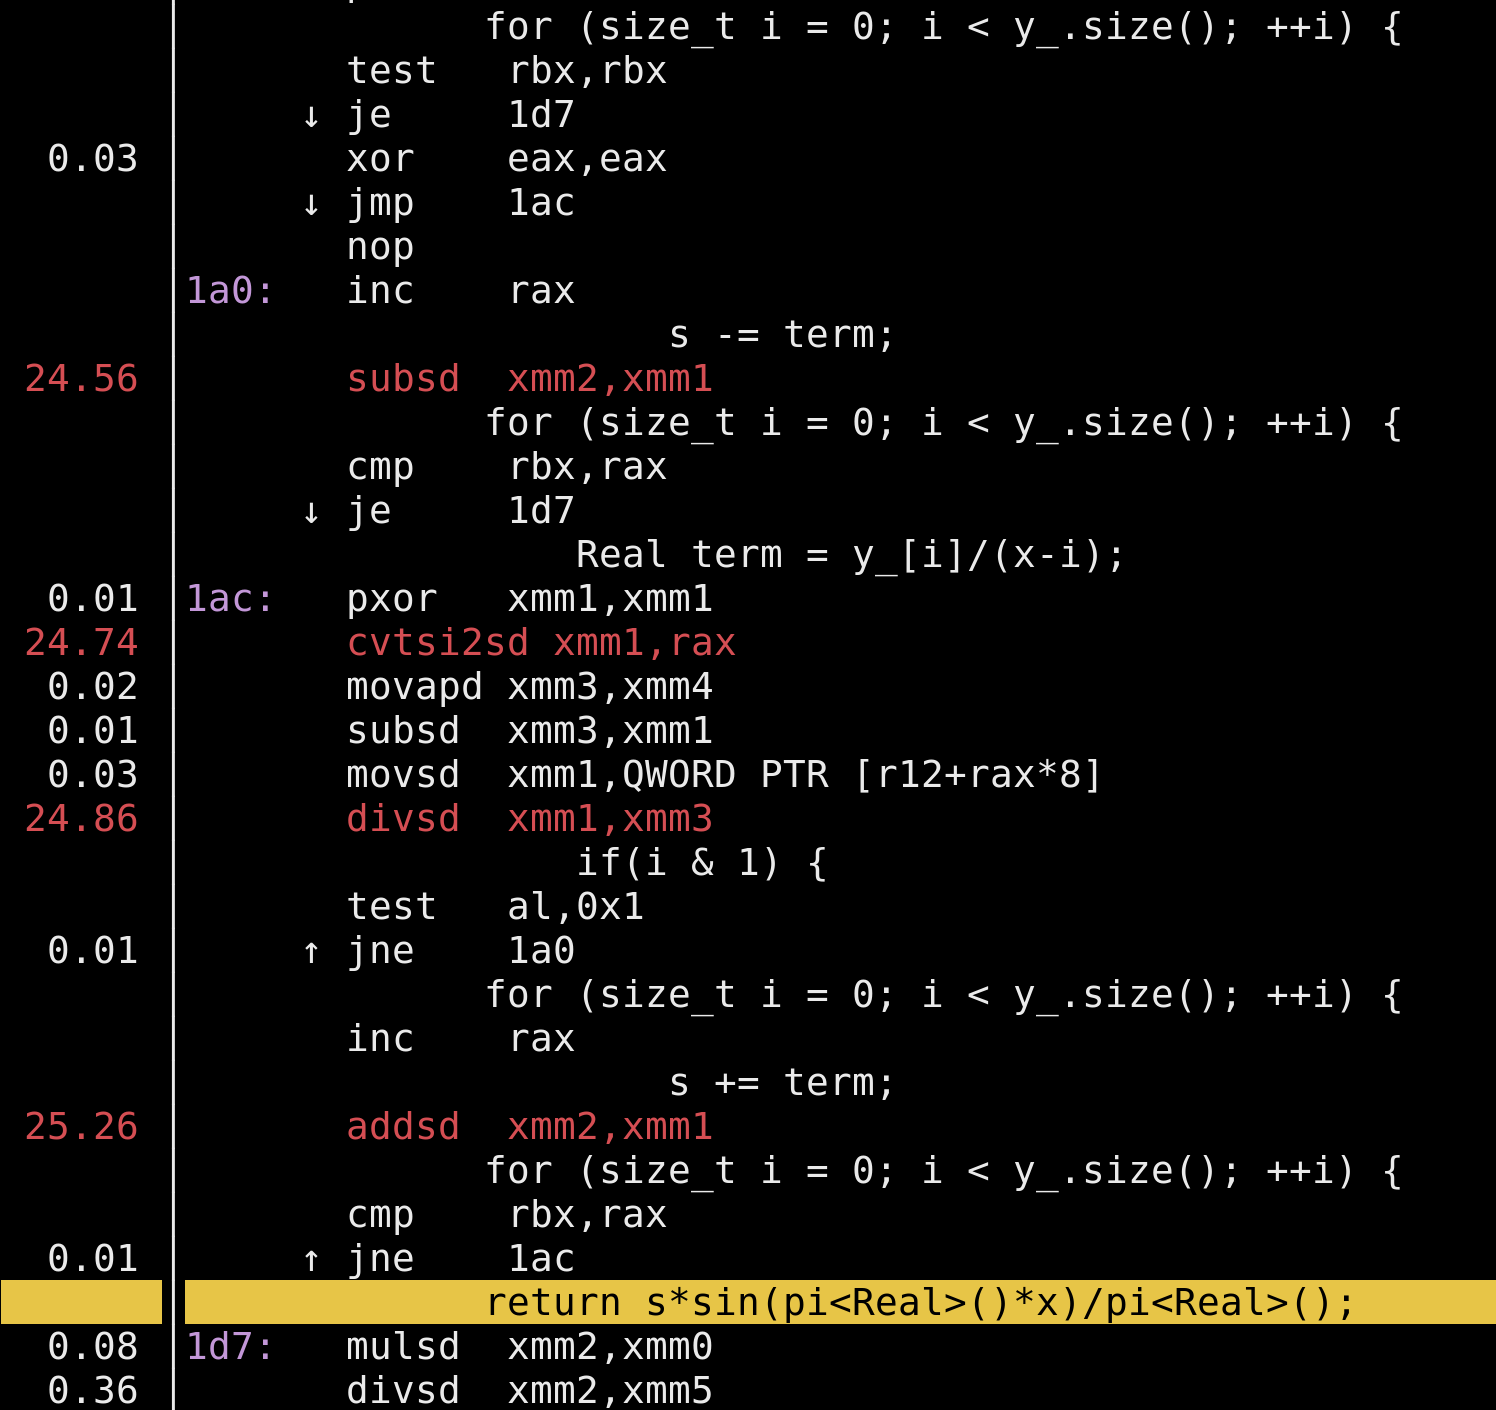 for (size_t i = 0; i < y_.size(); ++i) {
test rbx,rbx
↓ je 1d7
0.03 xor eax,eax
↓ jmp 1ac
nop
1a0: inc rax
s -= term;
24.56 subsd xmm2,xmm1
for (size_t i = 0; i < y_.size(); ++i) {
cmp rbx,rax
↓ je 1d7
Real term = y_[i]/(x-i);
0.01 1ac: pxor xmm1,xmm1
24.74 cvtsi2sd xmm1,rax
0.02 movapd xmm3,xmm4
0.01 subsd xmm3,xmm1
0.03 movsd xmm1,QWORD PTR [r12+rax*8]
24.86 divsd xmm1,xmm3
if(i & 1) {
test al,0x1
0.01 ↑ jne 1a0
for (size_t i = 0; i < y_.size(); ++i) {
inc rax
s += term;
25.26 addsd xmm2,xmm1
for (size_t i = 0; i < y_.size(); ++i) {
cmp rbx,rax
0.01 ↑ jne 1ac
return s*sin(pi<Real>()*x)/pi<Real>();
0.08 1d7: mulsd xmm2,xmm0
0.36 divsd xmm2,xmm5